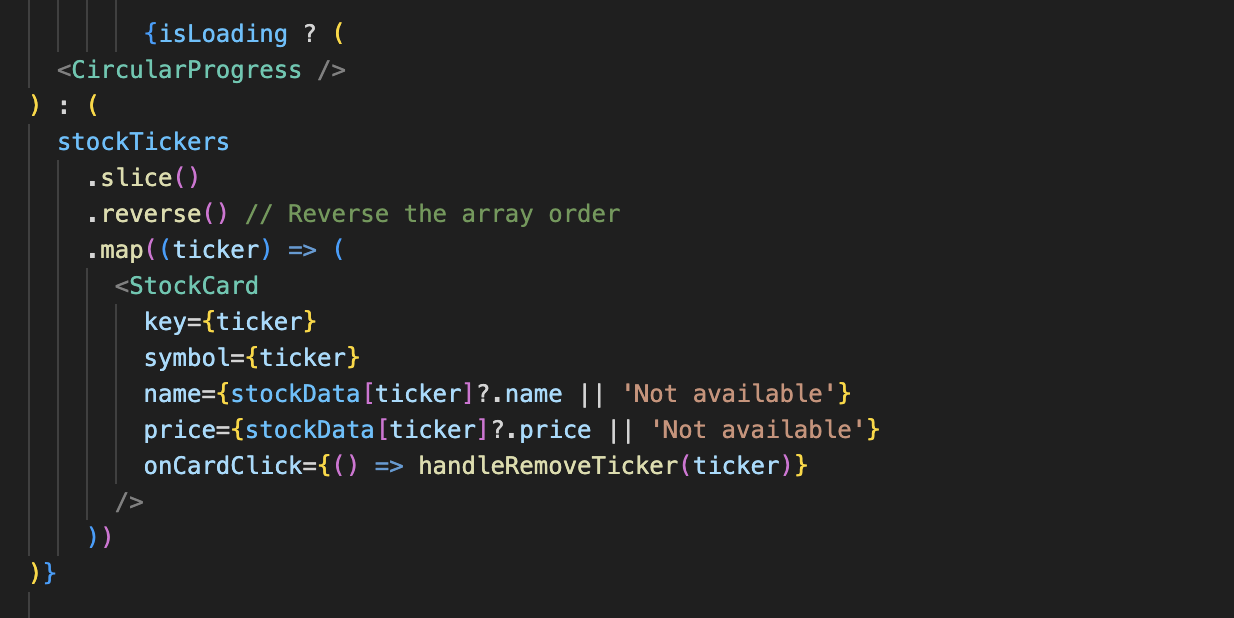 {isLoading ? (
<CircularProgress />
) : (
stockTickers
.slice()
.reverse() // Reverse the array order
.map((ticker) => (
<StockCard
key={ticker}
symbol={ticker}
name={stockData[ticker]?.name || 'Not available'}
price={stockData[ticker]?.price || 'Not available'}
onCardClick={() => handleRemoveTicker(ticker)}
/>
))
)}